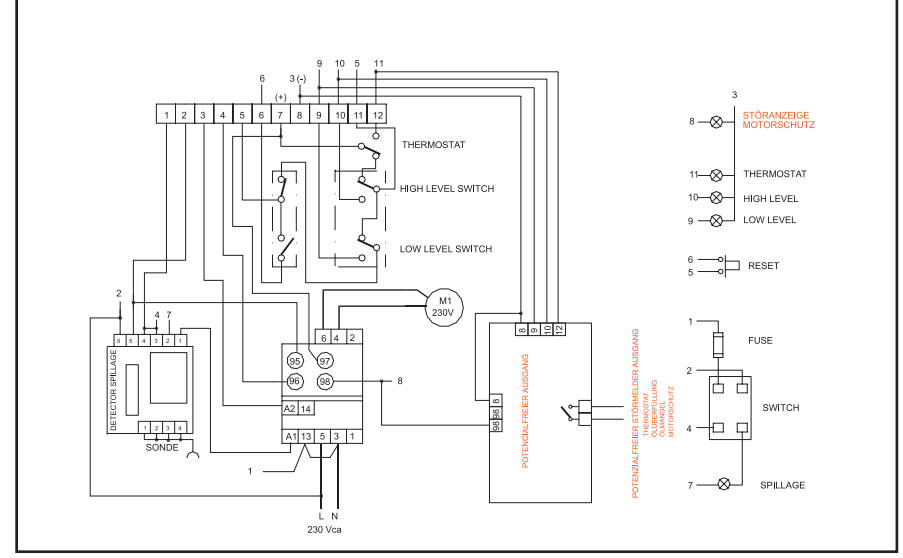 9 10 5 11
6 3 (-)
(+)
1 2 3 4 5 6 7 8 9 10 11 12
THERMOSTAT
HIGH LEVEL SWITCH
LOW LEVEL SWITCH
2
4 7
5 5 4 3 2 1
DETECTOR SPILLAGE
1 2 3 4
SONDE
M1
230V
6 4 2
95 97
96 98
8
A2 14
A1 13 5 3 1
1
L N
230 Vca
8 9 10 12
8
98
98
POTENCIALFREIER AUSGANG
POTENZIALFREIER STÖRMELDER AUSGANG
THERMOSTAT
ÖLÜBERFÜLLUNG
ÖLMANGEL
MOTORSCHUTZ
3
8 STÖRANZEIGE
MOTORSCHUTZ
11 THERMOSTAT
10 HIGH LEVEL
9 LOW LEVEL
6
5 RESET
1
FUSE
2
SWITCH
4
7 SPILLAGE